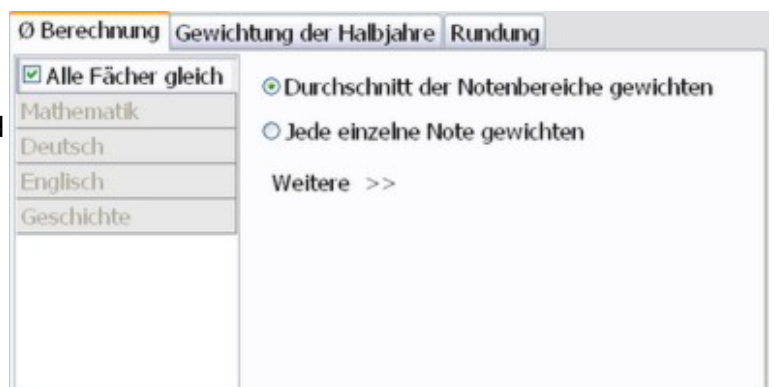 Ø Berechnung Gewichtung der Halbjahre Rundung
Alle Fächer gleich
Mathematik
Deutsch
Englisch
Geschichte
Durchschnitt der Notenbereiche gewichten
Jede einzelne Note gewichten
Weitere >>